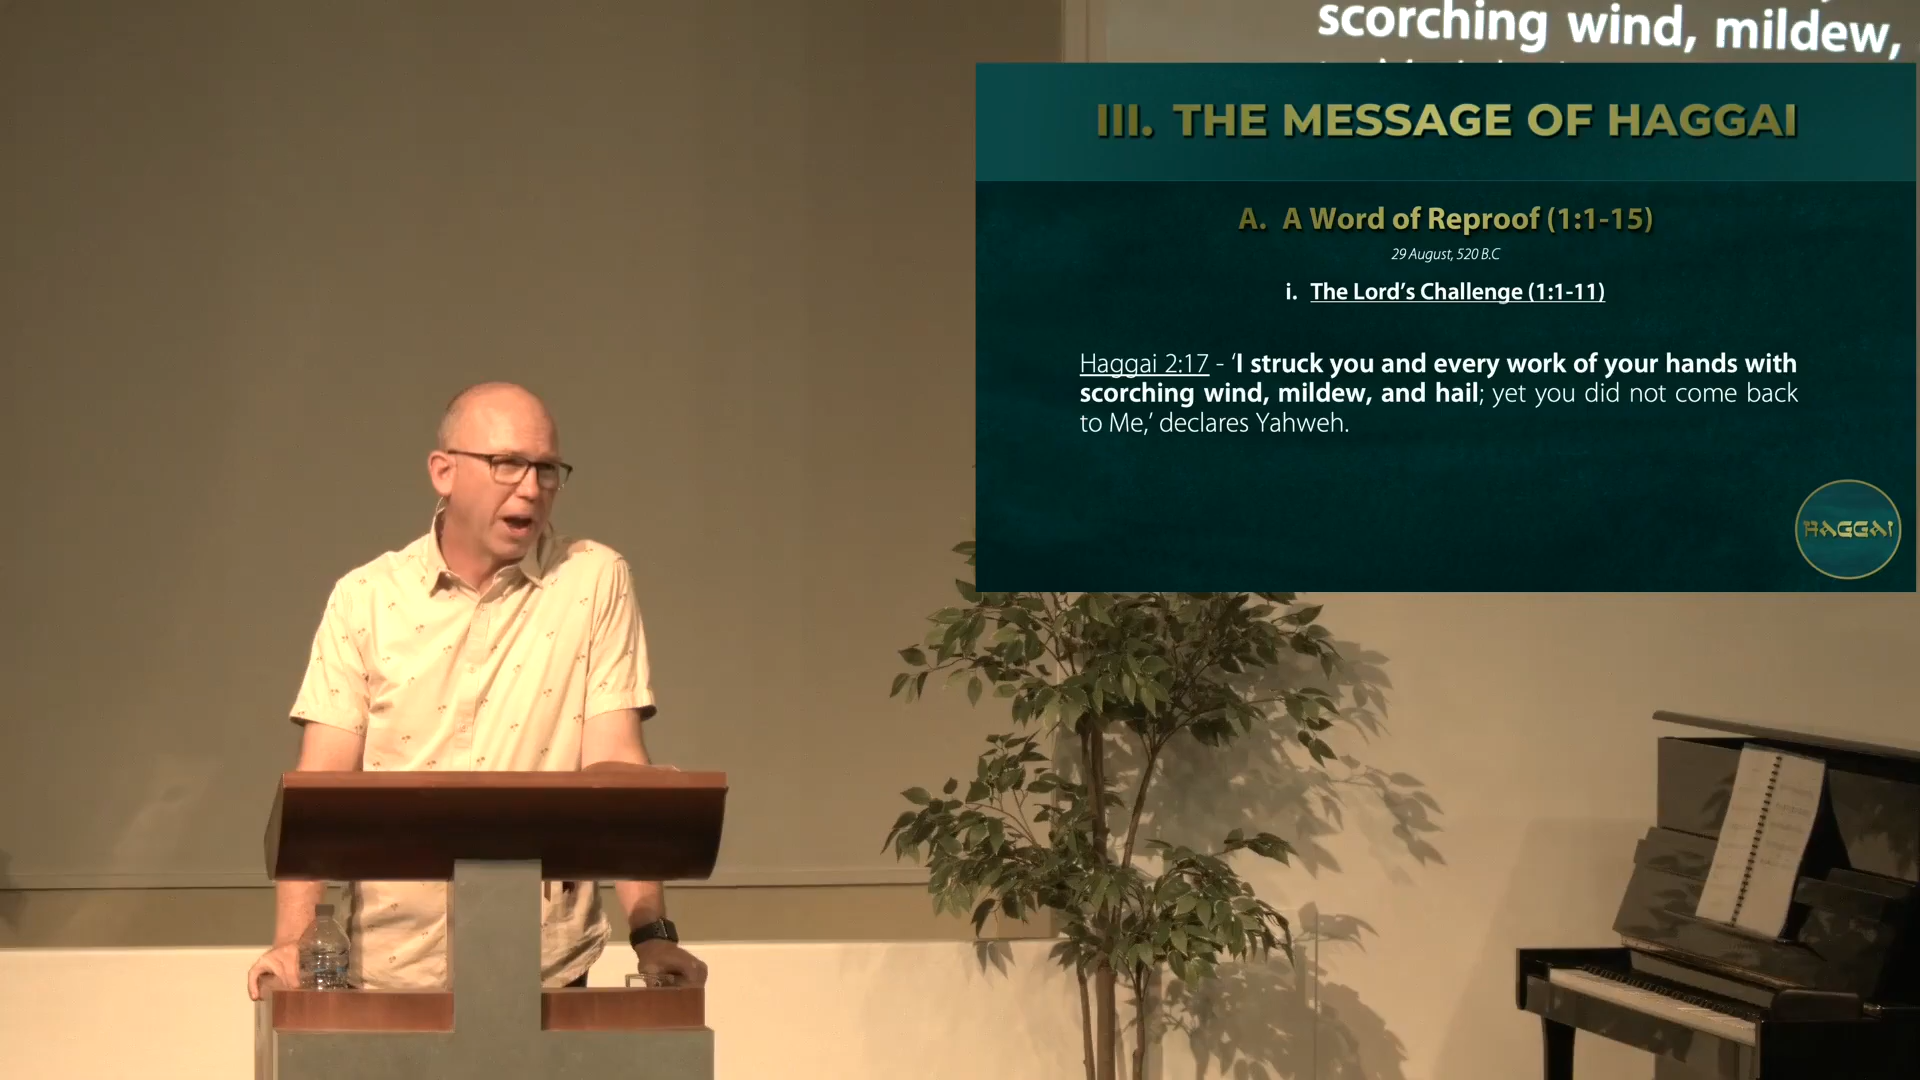 scorching wind, mildew,
III. THE MESSAGE OF HAGGAI
A. A Word of Reproof (1:1-15)
29 August, 520 B.C
i. The Lord's Challenge (1:1-11)
Haggai 2:17 - ‘I struck you and every work of your hands with
scorching wind, mildew, and hail; yet you did not come back
to Me,’ declares Yahweh.
HAGGAI